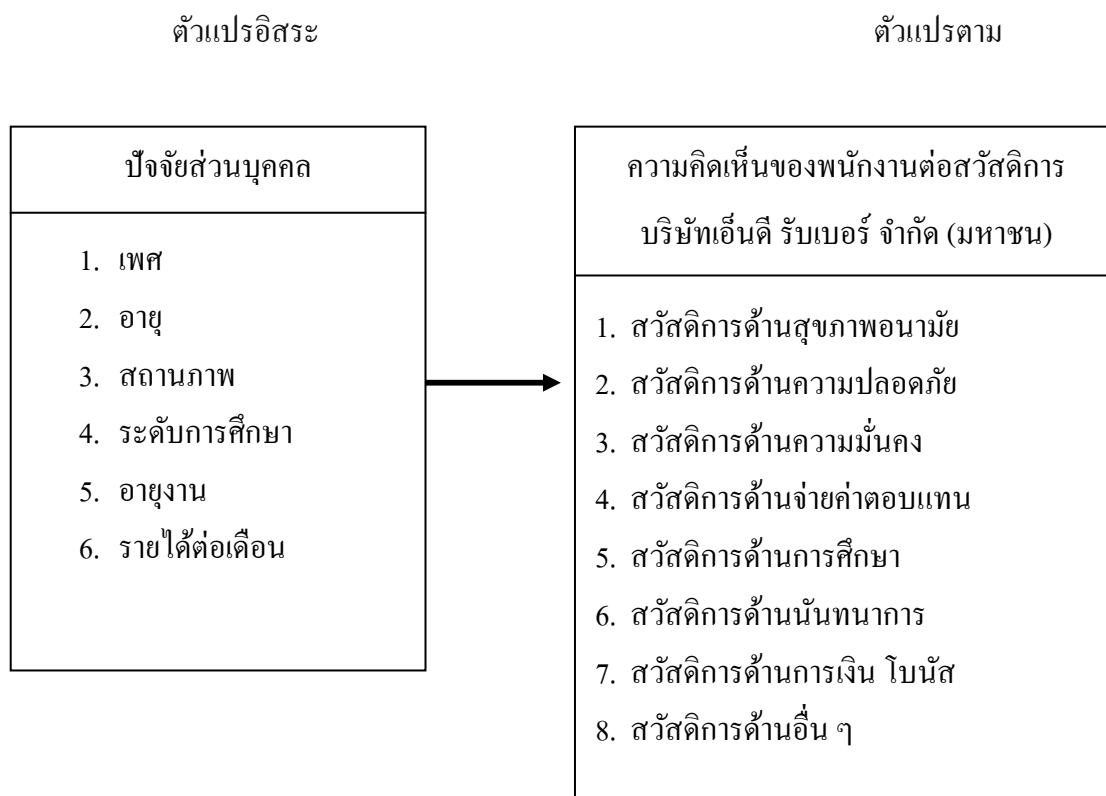 ตัวแปรอิสระ
ตัวแปรตาม
ปัจจัยส่วนบุคคล
1. เพศ
2. อายุ
3. สถานภาพ
4. ระดับการศึกษา
5. อายุงาน
6. รายได้ต่อเดือน
ความคิดเห็นของพนักงานต่อสวัสดิการ
บริษัทเอ็นดี รับเบอร์ จำกัด (มหาชน)
1. สวัสดิการด้านสุขภาพอนามัย
2. สวัสดิการด้านความปลอดภัย
3. สวัสดิการด้านความมั่นคง
4. สวัสดิการด้านจ่ายค่าตอบแทน
5. สวัสดิการด้านการศึกษา
6. สวัสดิการด้านนันทนาการ
7. สวัสดิการด้านการเงิน โบนัส
8. สวัสดิการด้านอื่น ๆ